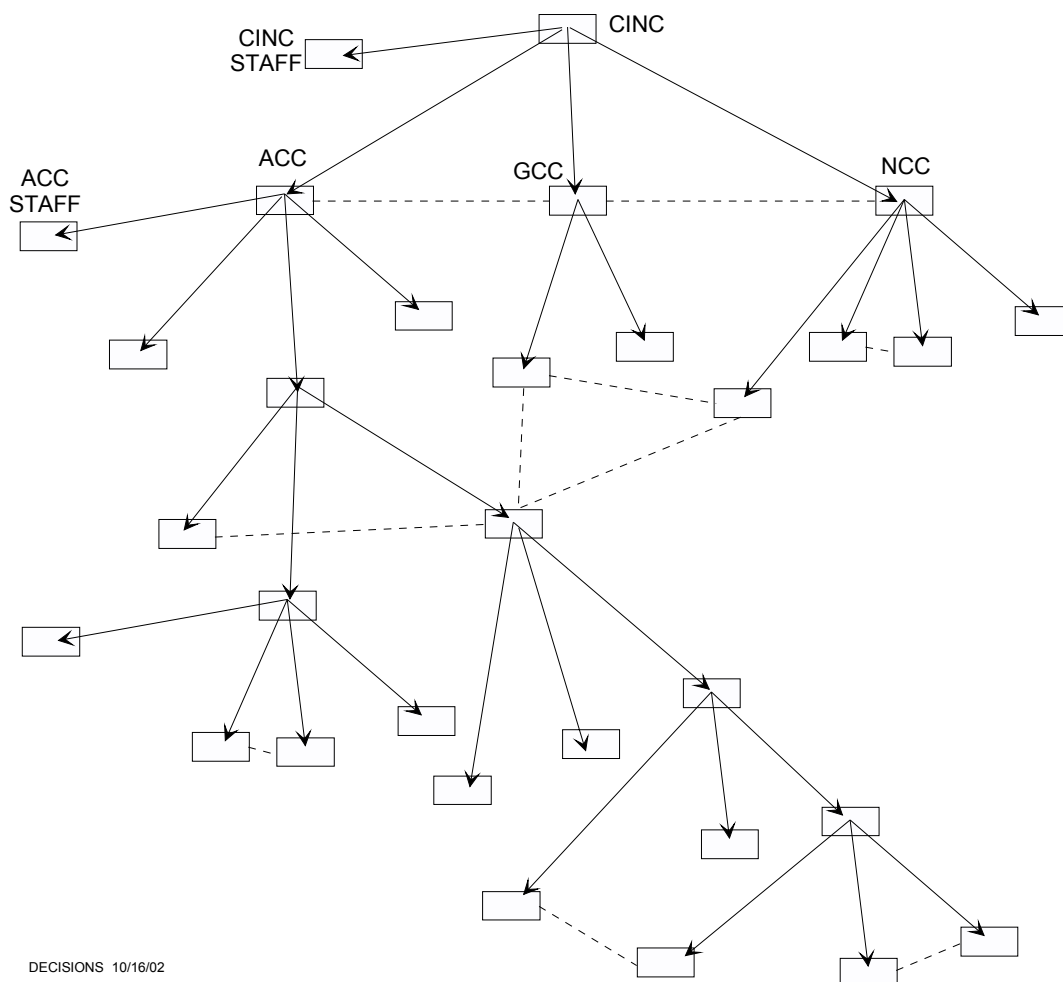 CINC
CINC
STAFF
ACC
GCC
NCC
ACC
STAFF
DECISIONS 10/16/02